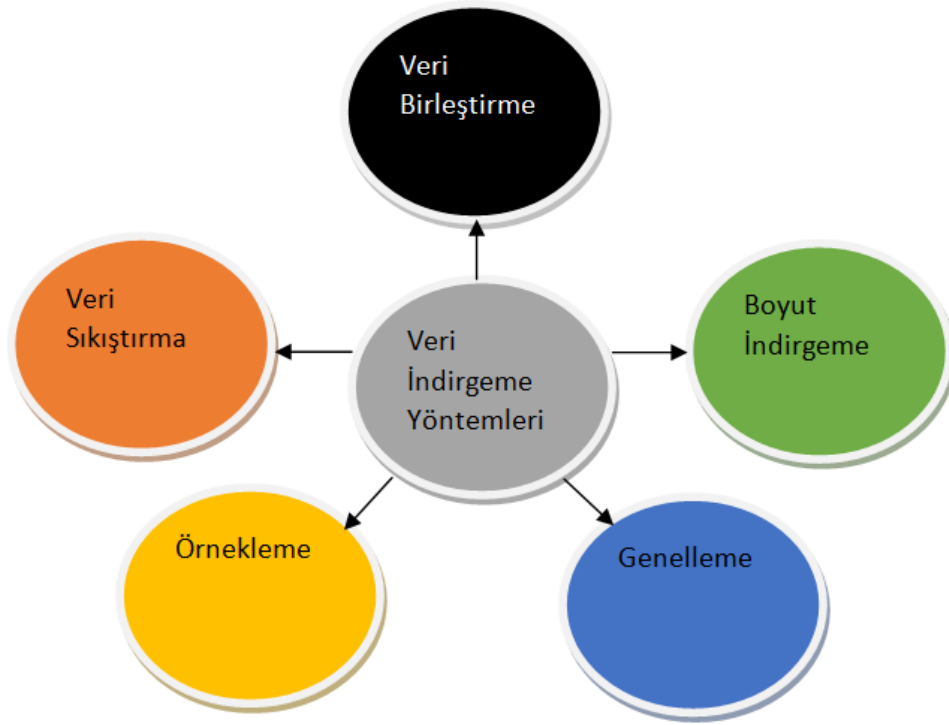 Veri
Birleştirme
Veri
Sıkıştırma
Veri
İndirgeme
Yöntemleri
Boyut
İndirgeme
Örnekleme
Genelleme